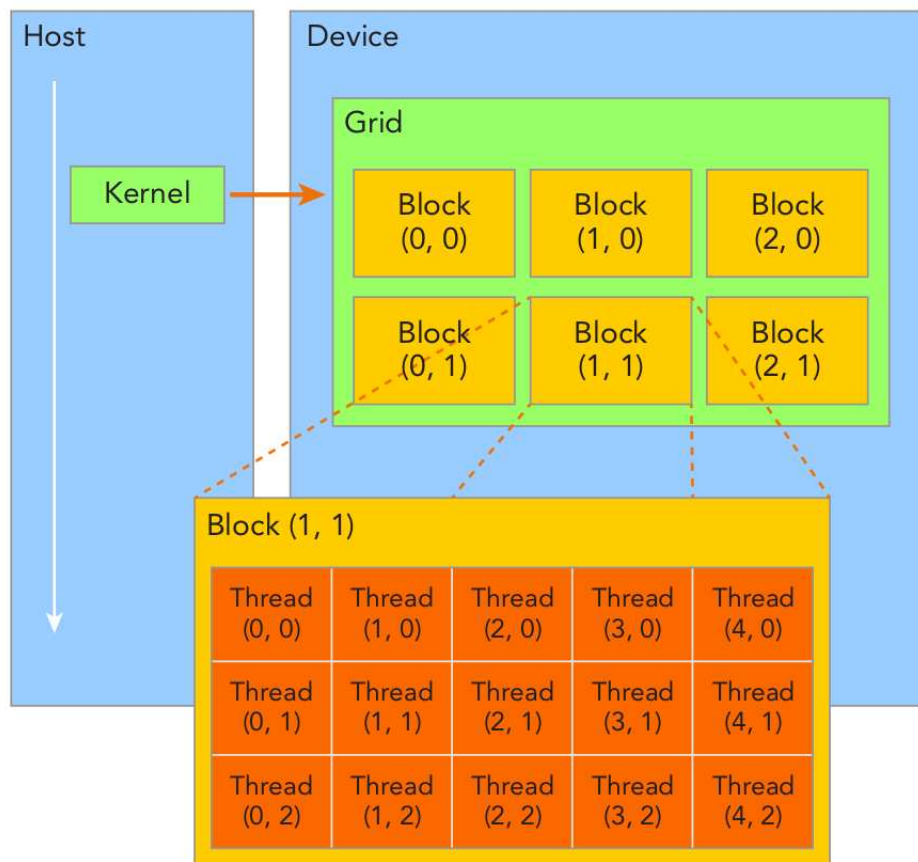 Host
Device
Grid
Kernel
Block
(0, 0)
Block
(1, 0)
Block
(2, 0)
Block
(0, 1)
Block
(1, 1)
Block
(2, 1)
Block (1, 1)
Thread
(0, 0)
Thread
(1, 0)
Thread
(2, 0)
Thread
(3, 0)
Thread
(4, 0)
Thread
(0, 1)
Thread
(1, 1)
Thread
(2, 1)
Thread
(3, 1)
Thread
(4, 1)
Thread
(0, 2)
Thread
(1, 2)
Thread
(2, 2)
Thread
(3, 2)
Thread
(4, 2)